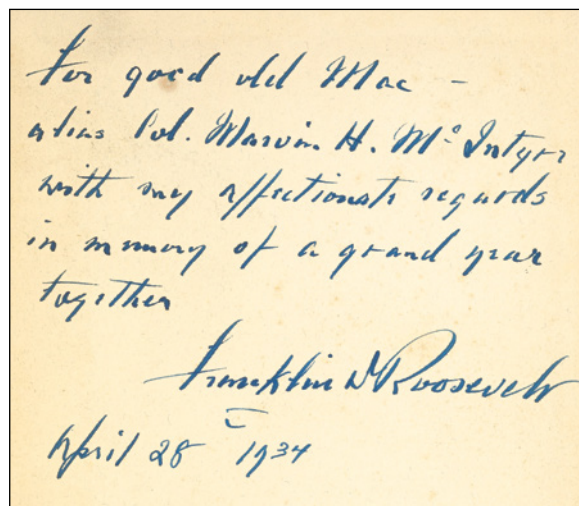 For good old Mac –
alias Col. Marvin H. McIntyre
with my affectionate regards
in memory of a grand year
together
Franklin D Roosevelt
April 28 1934